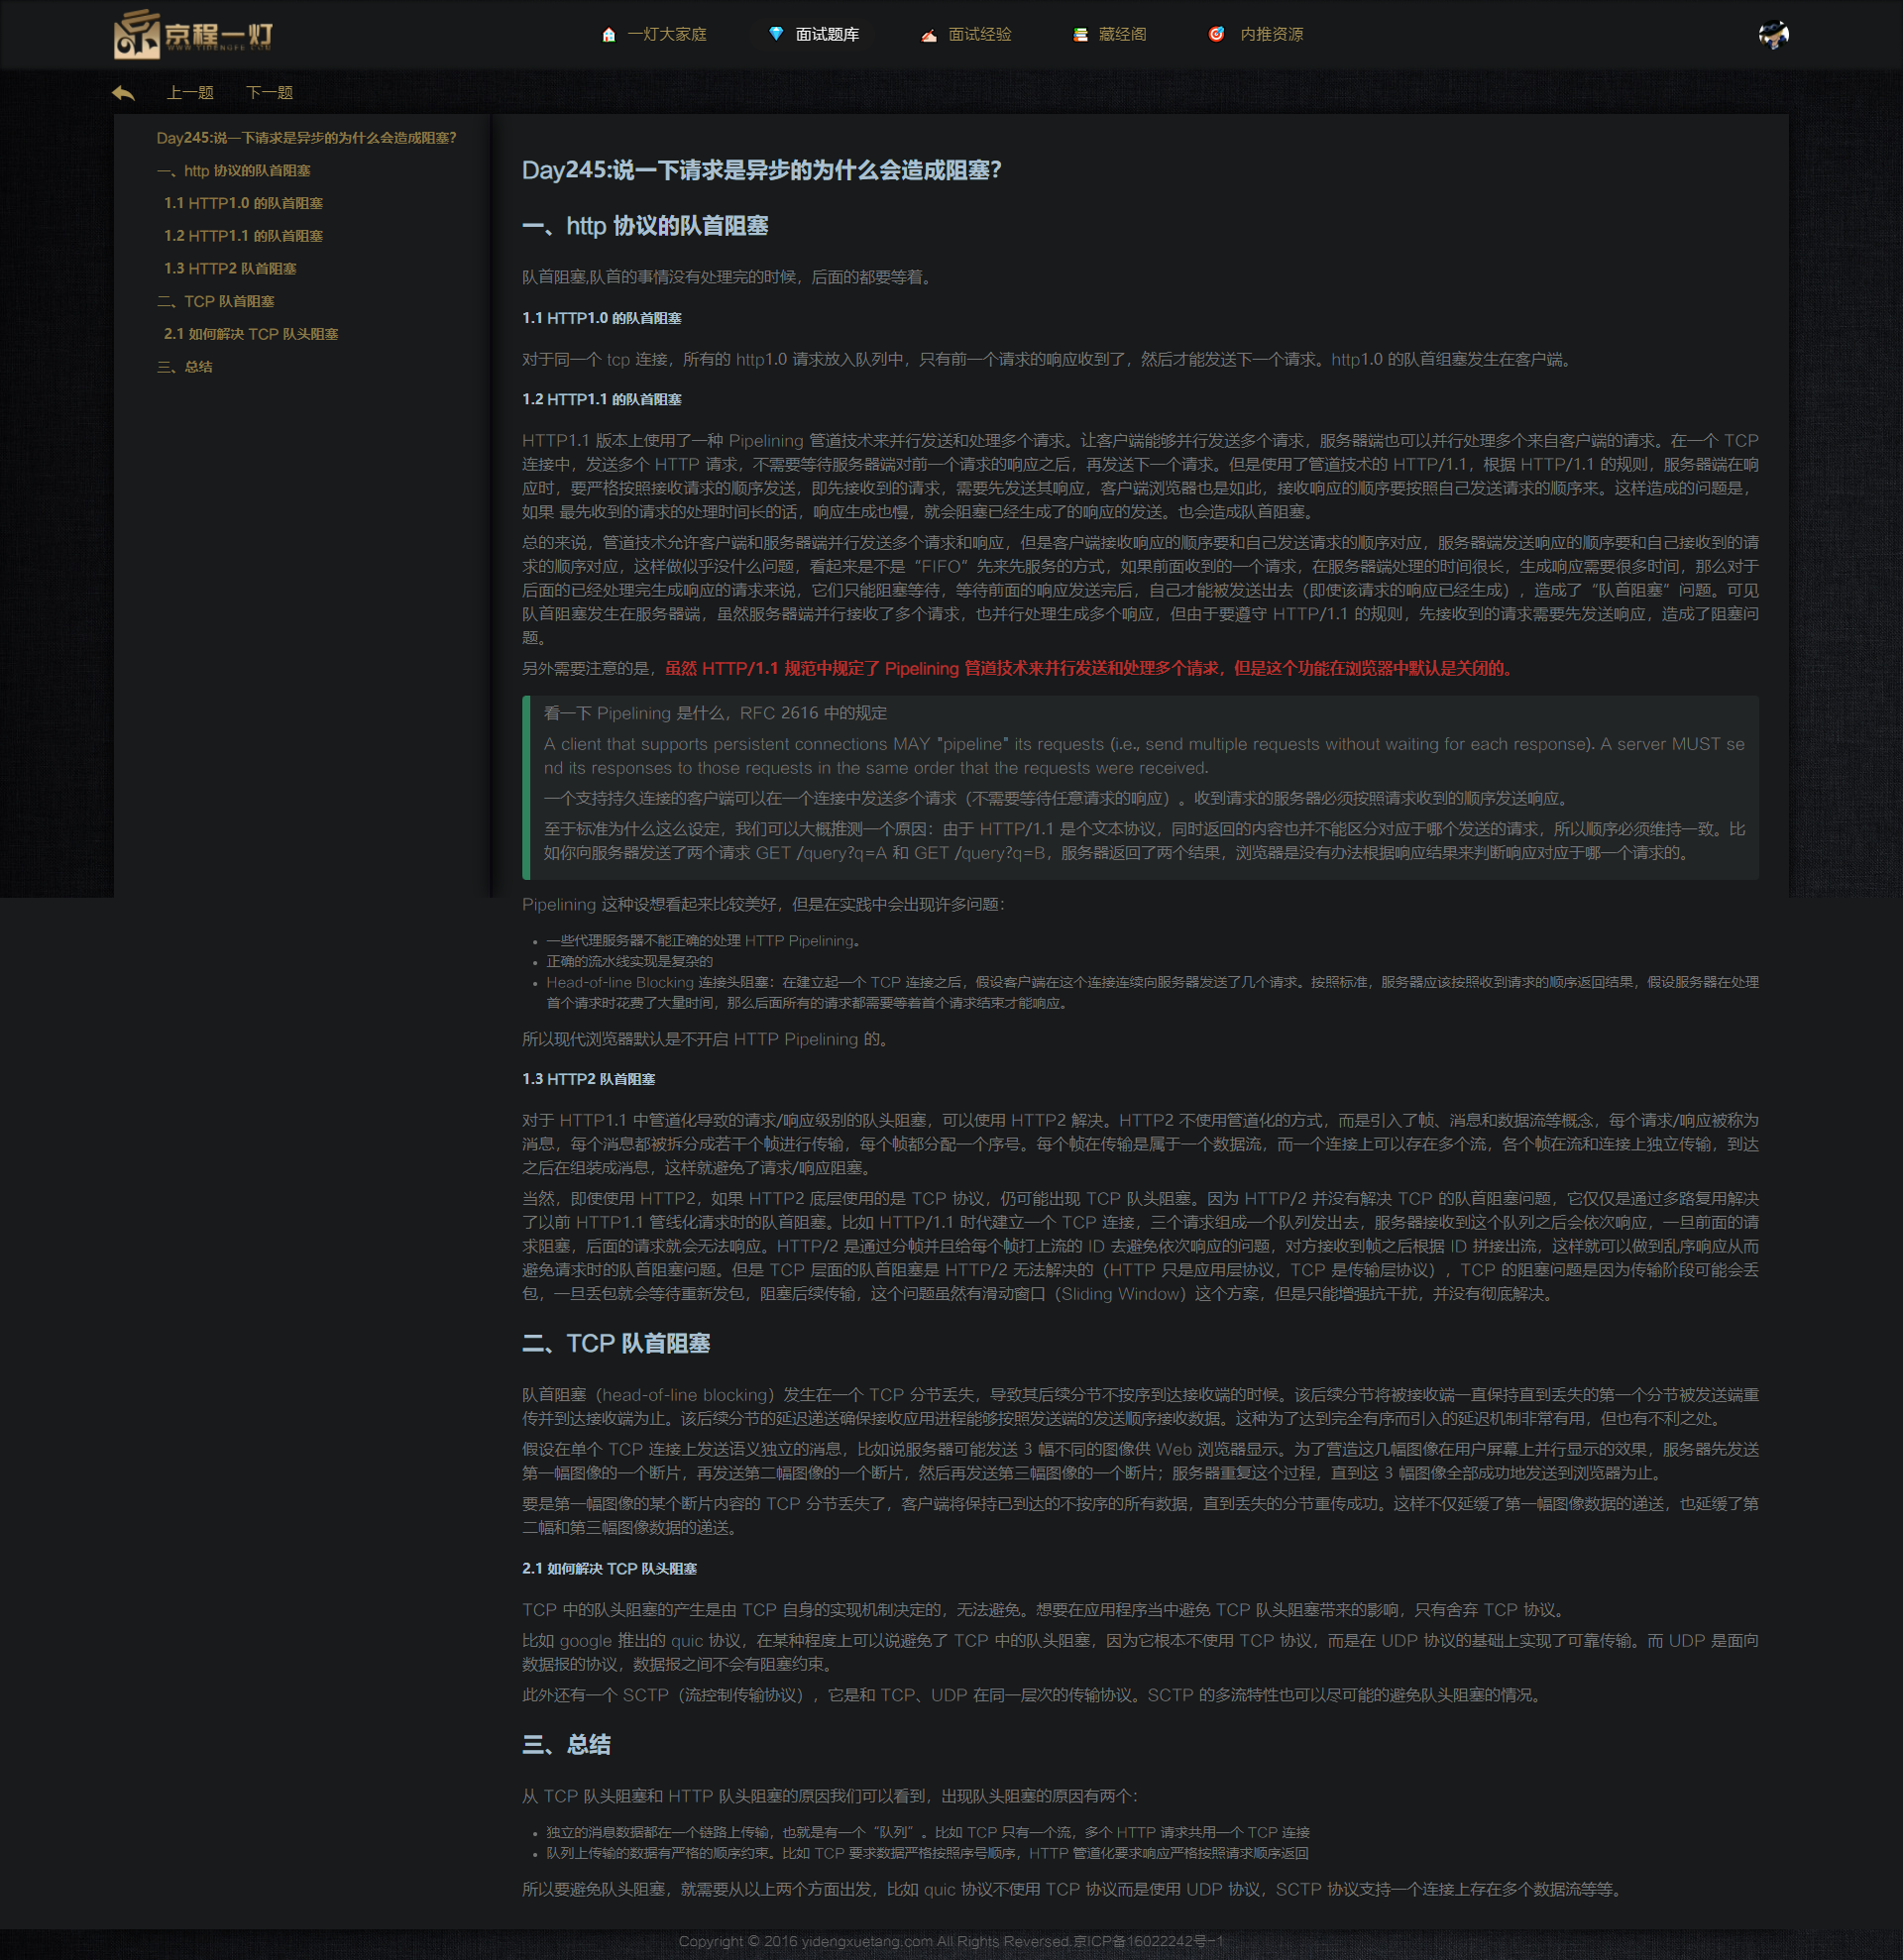 京程一灯
WWW.YIDENGFE.COM
一灯大家庭
面试题库
面试经验
藏经阁
内推资源
上一题
下一题
Day245:说一下请求是异步的为什么会造成阻塞?
一、http 协议的队首阻塞
1.1 HTTP1.0 的队首阻塞
1.2 HTTP1.1 的队首阻塞
1.3 HTTP2 队首阻塞
二、TCP 队首阻塞
2.1 如何解决 TCP 队头阻塞
三、总结
Day245:说一下请求是异步的为什么会造成阻塞?
一、http 协议的队首阻塞
队首阻塞,队首的事情没有处理完的时候，后面的都要等着。
1.1 HTTP1.0 的队首阻塞
对于同一个 tcp 连接，所有的 http1.0 请求放入队列中，只有前一个请求的响应收到了，然后才能发送下一个请求。http1.0 的队首组塞发生在客户端。
1.2 HTTP1.1 的队首阻塞
HTTP1.1 版本上使用了一种 Pipelining 管道技术来并行发送和处理多个请求。让客户端能够并行发送多个请求，服务器端也可以并行处理多个来自客户端的请求。在一个 TCP
连接中，发送多个 HTTP 请求，不需要等待服务器端对前一个请求的响应之后，再发送下一个请求。但是使用了管道技术的 HTTP/1.1，根据 HTTP/1.1 的规则，服务器端在响
应时，要严格按照接收请求的顺序发送，即先接收到的请求，需要先发送其响应，客户端浏览器也是如此，接收响应的顺序要按照自己发送请求的顺序来。这样造成的问题是，
如果 最先收到的请求的处理时间长的话，响应生成也慢，就会阻塞已经生成了的响应的发送。也会造成队首阻塞。
总的来说，管道技术允许客户端和服务器端并行发送多个请求和响应，但是客户端接收响应的顺序要和自己发送请求的顺序对应，服务器端发送响应的顺序要和自己接收到的请
求的顺序对应，这样做似乎没什么问题，看起来是不是“FIFO”先来先服务的方式，如果前面收到的一个请求，在服务器端处理的时间很长，生成响应需要很多时间，那么对于
后面的已经处理完生成响应的请求来说，它们只能阻塞等待，等待前面的响应发送完后，自己才能被发送出去（即使该请求的响应已经生成），造成了“队首阻塞”问题。可见
队首阻塞发生在服务器端，虽然服务器端并行接收了多个请求，也并行处理生成多个响应，但由于要遵守 HTTP/1.1 的规则，先接收到的请求需要先发送响应，造成了阻塞问
题。
另外需要注意的是，虽然 HTTP/1.1 规范中规定了 Pipelining 管道技术来并行发送和处理多个请求，但是这个功能在浏览器中默认是关闭的。
看一下 Pipelining 是什么，RFC 2616 中的规定
A client that supports persistent connections MAY "pipeline" its requests (i.e., send multiple requests without waiting for each response). A server MUST se
nd its responses to those requests in the same order that the requests were received.
一个支持持久连接的客户端可以在一个连接中发送多个请求（不需要等待任意请求的响应）。收到请求的服务器必须按照请求收到的顺序发送响应。
至于标准为什么这么设定，我们可以大概推测一个原因：由于 HTTP/1.1 是个文本协议，同时返回的内容也并不能区分对应于哪个发送的请求，所以顺序必须维持一致。比
如你向服务器发送了两个请求 GET /query?q=A 和 GET /query?q=B，服务器返回了两个结果，浏览器是没有办法根据响应结果来判断响应对应于哪一个请求的。
Pipelining 这种设想看起来比较美好，但是在实践中会出现许多问题：
• 一些代理服务器不能正确的处理 HTTP Pipelining。
• 正确的流水线实现是复杂的
• Head-of-line Blocking 连接头阻塞：在建立起一个 TCP 连接之后，假设客户端在这个连接连续向服务器发送了几个请求。按照标准，服务器应该按照收到请求的顺序返回结果，假设服务器在处理
首个请求时花费了大量时间，那么后面所有的请求都需要等着首个请求结束才能响应。
所以现代浏览器默认是不开启 HTTP Pipelining 的。
1.3 HTTP2 队首阻塞
对于 HTTP1.1 中管道化导致的请求/响应级别的队头阻塞，可以使用 HTTP2 解决。HTTP2 不使用管道化的方式，而是引入了帧、消息和数据流等概念，每个请求/响应被称为
消息，每个消息都被拆分成若干个帧进行传输，每个帧都分配一个序号。每个帧在传输是属于一个数据流，而一个连接上可以存在多个流，各个帧在流和连接上独立传输，到达
之后在组装成消息，这样就避免了请求/响应阻塞。
当然，即使使用 HTTP2，如果 HTTP2 底层使用的是 TCP 协议，仍可能出现 TCP 队头阻塞。因为 HTTP/2 并没有解决 TCP 的队首阻塞问题，它仅仅是通过多路复用解决
了以前 HTTP1.1 管线化请求时的队首阻塞。比如 HTTP/1.1 时代建立一个 TCP 连接，三个请求组成一个队列发出去，服务器接收到这个队列之后会依次响应，一旦前面的请
求阻塞，后面的请求就会无法响应。HTTP/2 是通过分帧并且给每个帧打上流的 ID 去避免依次响应的问题，对方接收到帧之后根据 ID 拼接出流，这样就可以做到乱序响应从而
避免请求时的队首阻塞问题。但是 TCP 层面的队首阻塞是 HTTP/2 无法解决的（HTTP 只是应用层协议，TCP 是传输层协议），TCP 的阻塞问题是因为传输阶段可能会丢
包，一旦丢包就会等待重新发包，阻塞后续传输，这个问题虽然有滑动窗口（Sliding Window）这个方案，但是只能增强抗干扰，并没有彻底解决。
二、TCP 队首阻塞
队首阻塞（head-of-line blocking）发生在一个 TCP 分节丢失，导致其后续分节不按序到达接收端的时候。该后续分节将被接收端一直保持直到丢失的第一个分节被发送端重
传并到达接收端为止。该后续分节的延迟递送确保接收应用进程能够按照发送端的发送顺序接收数据。这种为了达到完全有序而引入的延迟机制非常有用，但也有不利之处。
假设在单个 TCP 连接上发送语义独立的消息，比如说服务器可能发送 3 幅不同的图像供 Web 浏览器显示。为了营造这几幅图像在用户屏幕上并行显示的效果，服务器先发送
第一幅图像的一个断片，再发送第二幅图像的一个断片，然后再发送第三幅图像的一个断片；服务器重复这个过程，直到这 3 幅图像全部成功地发送到浏览器为止。
要是第一幅图像的某个断片内容的 TCP 分节丢失了，客户端将保持已到达的不按序的所有数据，直到丢失的分节重传成功。这样不仅延缓了第一幅图像数据的递送，也延缓了第
二幅和第三幅图像数据的递送。
2.1 如何解决 TCP 队头阻塞
TCP 中的队头阻塞的产生是由 TCP 自身的实现机制决定的，无法避免。想要在应用程序当中避免 TCP 队头阻塞带来的影响，只有舍弃 TCP 协议。
比如 google 推出的 quic 协议，在某种程度上可以说避免了 TCP 中的队头阻塞，因为它根本不使用 TCP 协议，而是在 UDP 协议的基础上实现了可靠传输。而 UDP 是面向
数据报的协议，数据报之间不会有阻塞约束。
此外还有一个 SCTP（流控制传输协议），它是和 TCP、UDP 在同一层次的传输协议。SCTP 的多流特性也可以尽可能的避免队头阻塞的情况。
三、总结
从 TCP 队头阻塞和 HTTP 队头阻塞的原因我们可以看到，出现队头阻塞的原因有两个：
• 独立的消息数据都在一个链路上传输，也就是有一个“队列”。比如 TCP 只有一个流，多个 HTTP 请求共用一个 TCP 连接
• 队列上传输的数据有严格的顺序约束。比如 TCP 要求数据严格按照序号顺序，HTTP 管道化要求响应严格按照请求顺序返回
所以要避免队头阻塞，就需要从以上两个方面出发，比如 quic 协议不使用 TCP 协议而是使用 UDP 协议，SCTP 协议支持一个连接上存在多个数据流等等。
Copyright © 2016 yidengxuetang.com All Rights Reversed.京ICP备16022242号-1